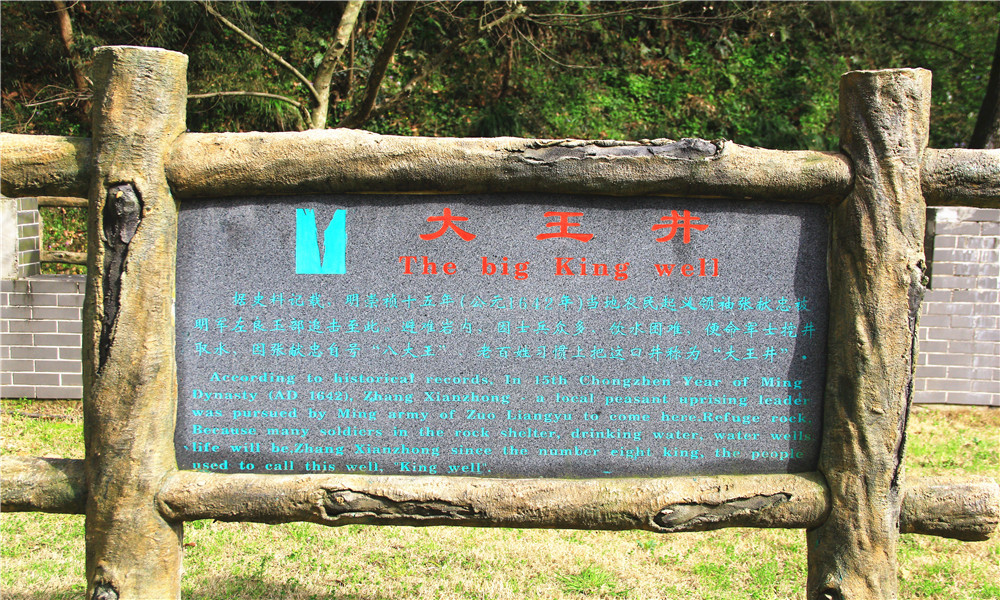 大王井
The big King well
据史料记载，明崇祯十五年(公元1642年)当地农民起义领袖张献忠被
明军左良玉部追击至此，避难岩内，因士兵众多，饮水困难，便命军士挖井
取水，因张献忠自前“八大王”，老百姓习惯上把这口井称为“大王井”。
According to historical records, In 15th Chongzhen Year of Ming
Dynasty (AD 1642), Zhang Xianzhong a local peasant uprising leader
was pursued by Ming army of Zuo Liangyu to come here.Refuge rock,
Because many soldiers in the rock shelter, drinking water, water wells
life will be.Zhang Xianzhong since the number eight king, the people
used to call this well, "King well".